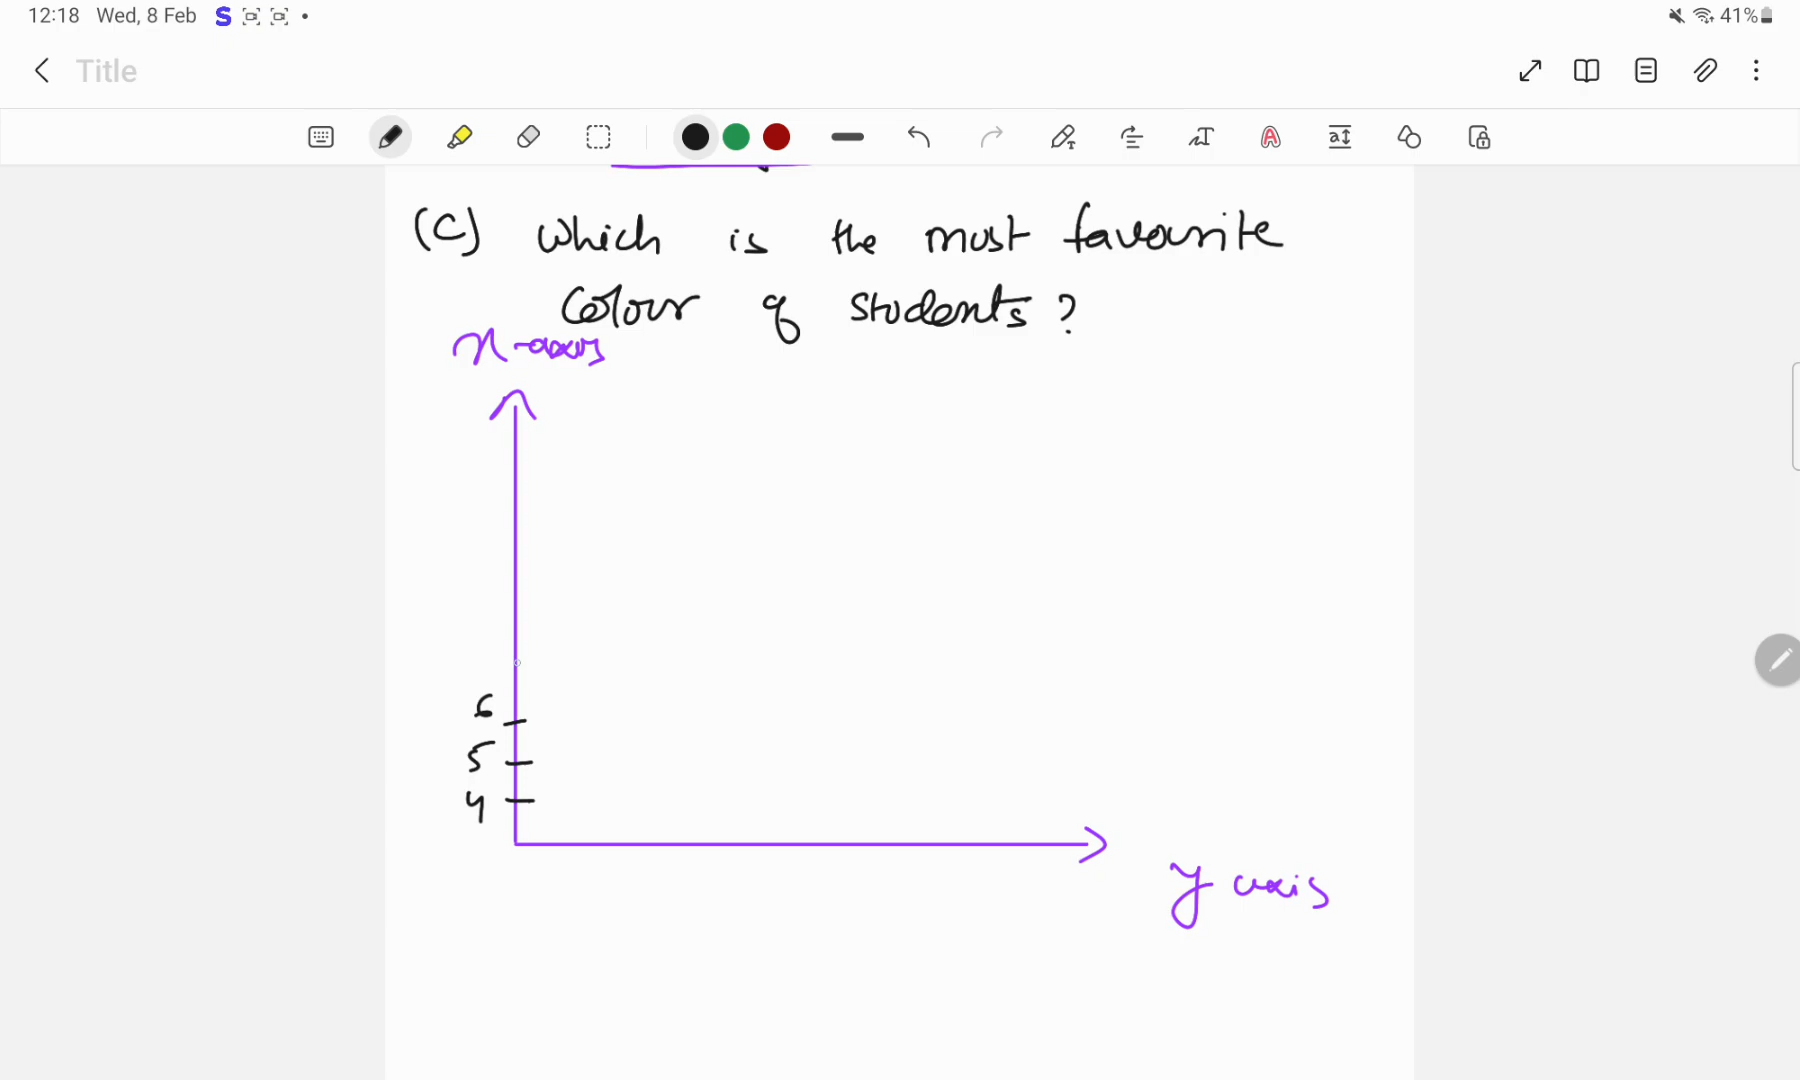 12:18 Wed, 8 Feb S
41%
Title
(C) which is the most favourite
colour of students?
x-axis
6
5
4
y axis